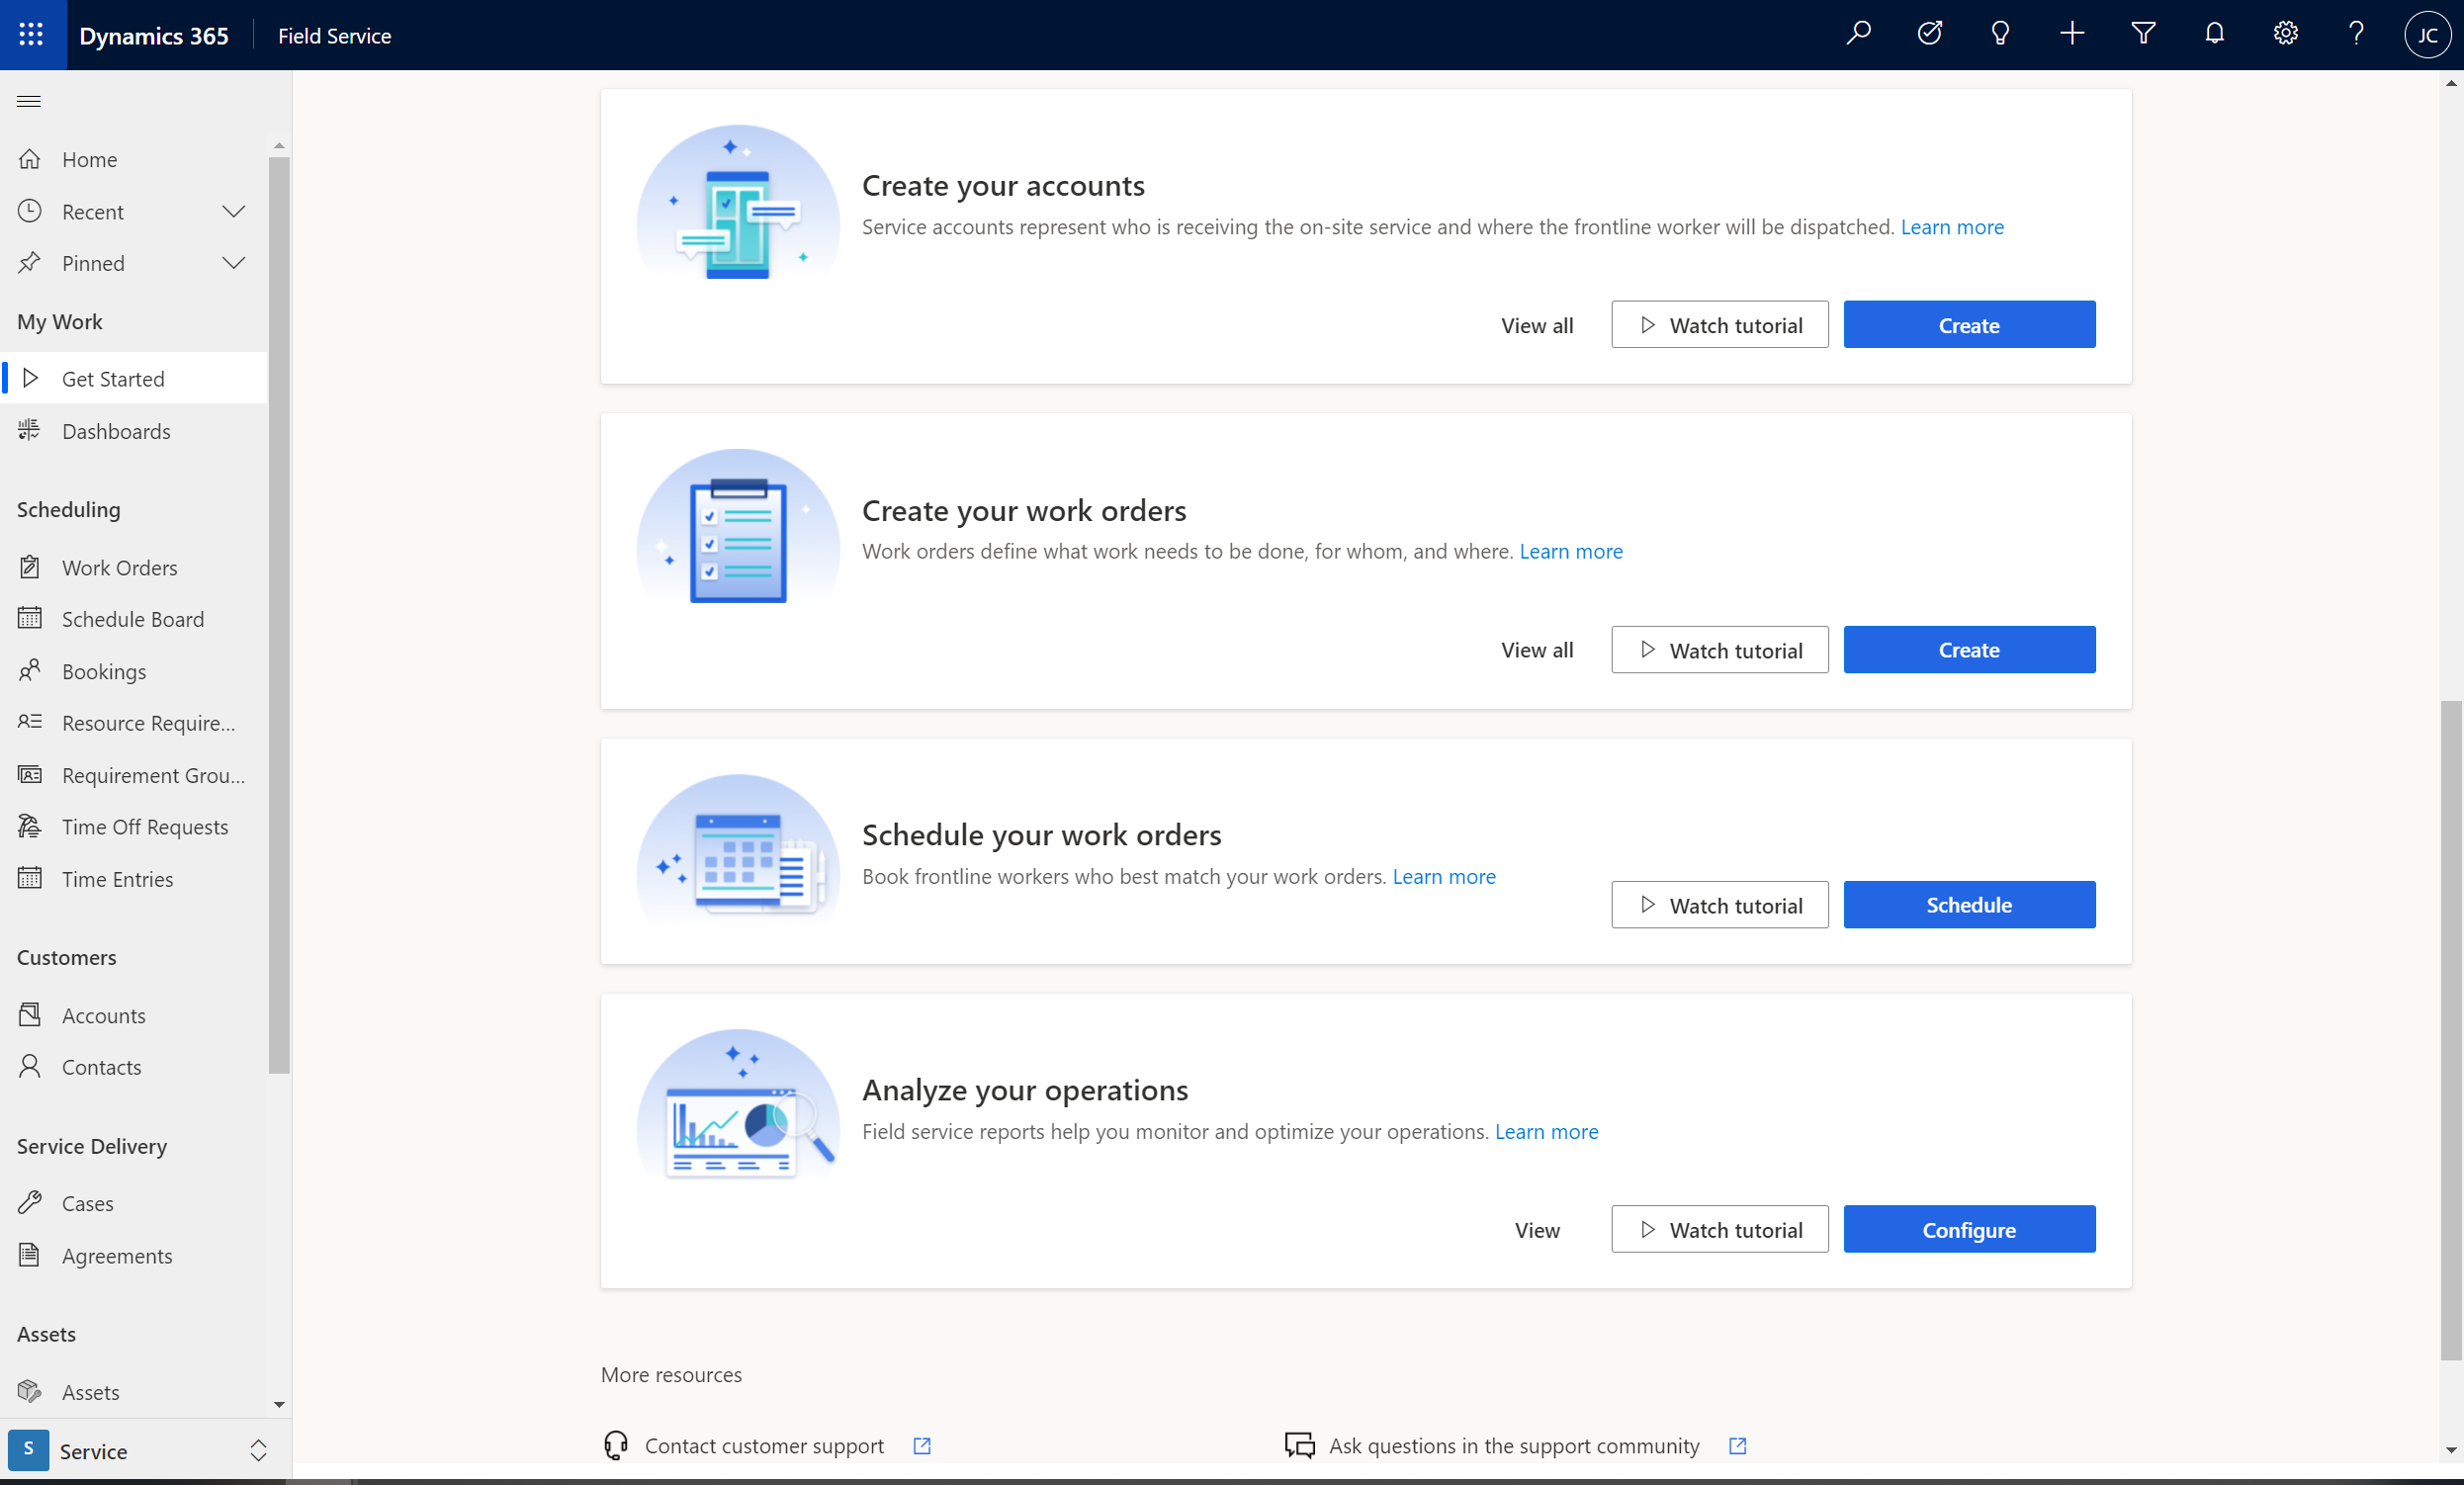 Dynamics 365
Field Service
JC
Home
Recent
Pinned
My Work
Get Started
Dashboards
Scheduling
Work Orders
Schedule Board
Bookings
Resource Require...
Requirement Grou...
Time Off Requests
Time Entries
Customers
Accounts
Contacts
Service Delivery
Cases
Agreements
Assets
Assets
S Service
Create your accounts
Service accounts represent who is receiving the on-site service and where the frontline worker will be dispatched. Learn more
View all
Watch tutorial
Create
Create your work orders
Work orders define what work needs to be done, for whom, and where. Learn more
View all
Watch tutorial
Create
Schedule your work orders
Book frontline workers who best match your work orders. Learn more
Watch tutorial
Schedule
Analyze your operations
Field service reports help you monitor and optimize your operations. Learn more
View
Watch tutorial
Configure
More resources
Contact customer support
Ask questions in the support community